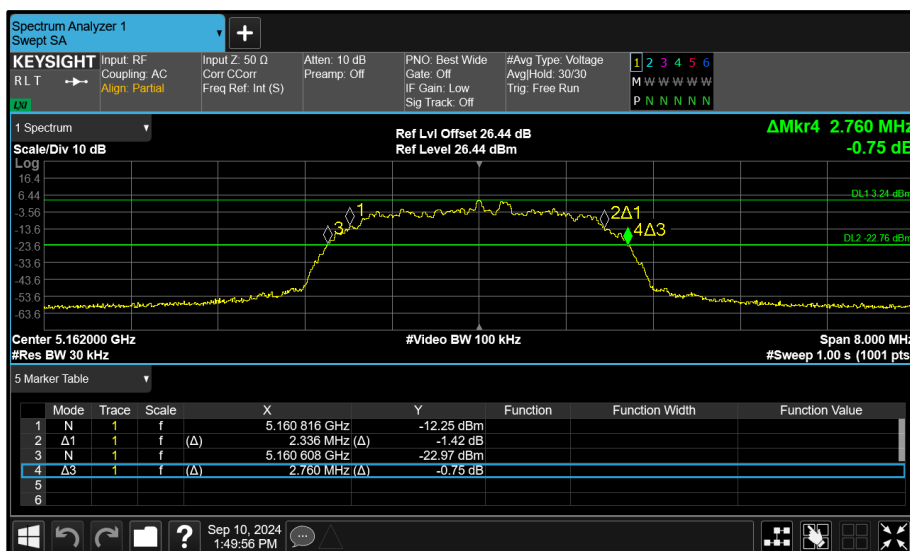 Spectrum Analyzer 1
Swept SA
+
KEYSIGHT Input: RF Input Z: 50 Ω Atten: 10 dB PNO: Best Wide #Avg Type: Voltage 1 2 3 4 5 6
RLT Coupling: AC Corr CCorr Preamp: Off Gate: Off Avg|Hold: 30/30 M W W W W W
Align: Partial Freq Ref: Int (S) IF Gain: Low Trig: Free Run
LXI Sig Track: Off P N N N N N
1 Spectrum Ref Lvl Offset 26.44 dB ΔMkr4 2.760 MHz
Scale/Div 10 dB Ref Level 26.44 dBm -0.75 dB
Log
16.4
6.44 DL1 3.24 dBm
-3.56 1 2Δ1
-13.6 3 4Δ3
-23.6 DL2 -22.76 dBm
-33.6
-43.6
-53.6
-63.6
Center 5.162000 GHz #Video BW 100 kHz Span 8.000 MHz
#Res BW 30 kHz #Sweep 1.00 s (1001 pts
5 Marker Table
Mode Trace Scale X Y Function Function Width Function Value
1 N 1 f 5.160 816 GHz -12.25 dBm
2 Δ1 1 f (Δ) 2.336 MHz (Δ) -1.42 dB
3 N 1 f 5.160 608 GHz -22.97 dBm
4 Δ3 1 f (Δ) 2.760 MHz (Δ) -0.75 dB
5
6
? Sep 10, 2024
1:49:56 PM